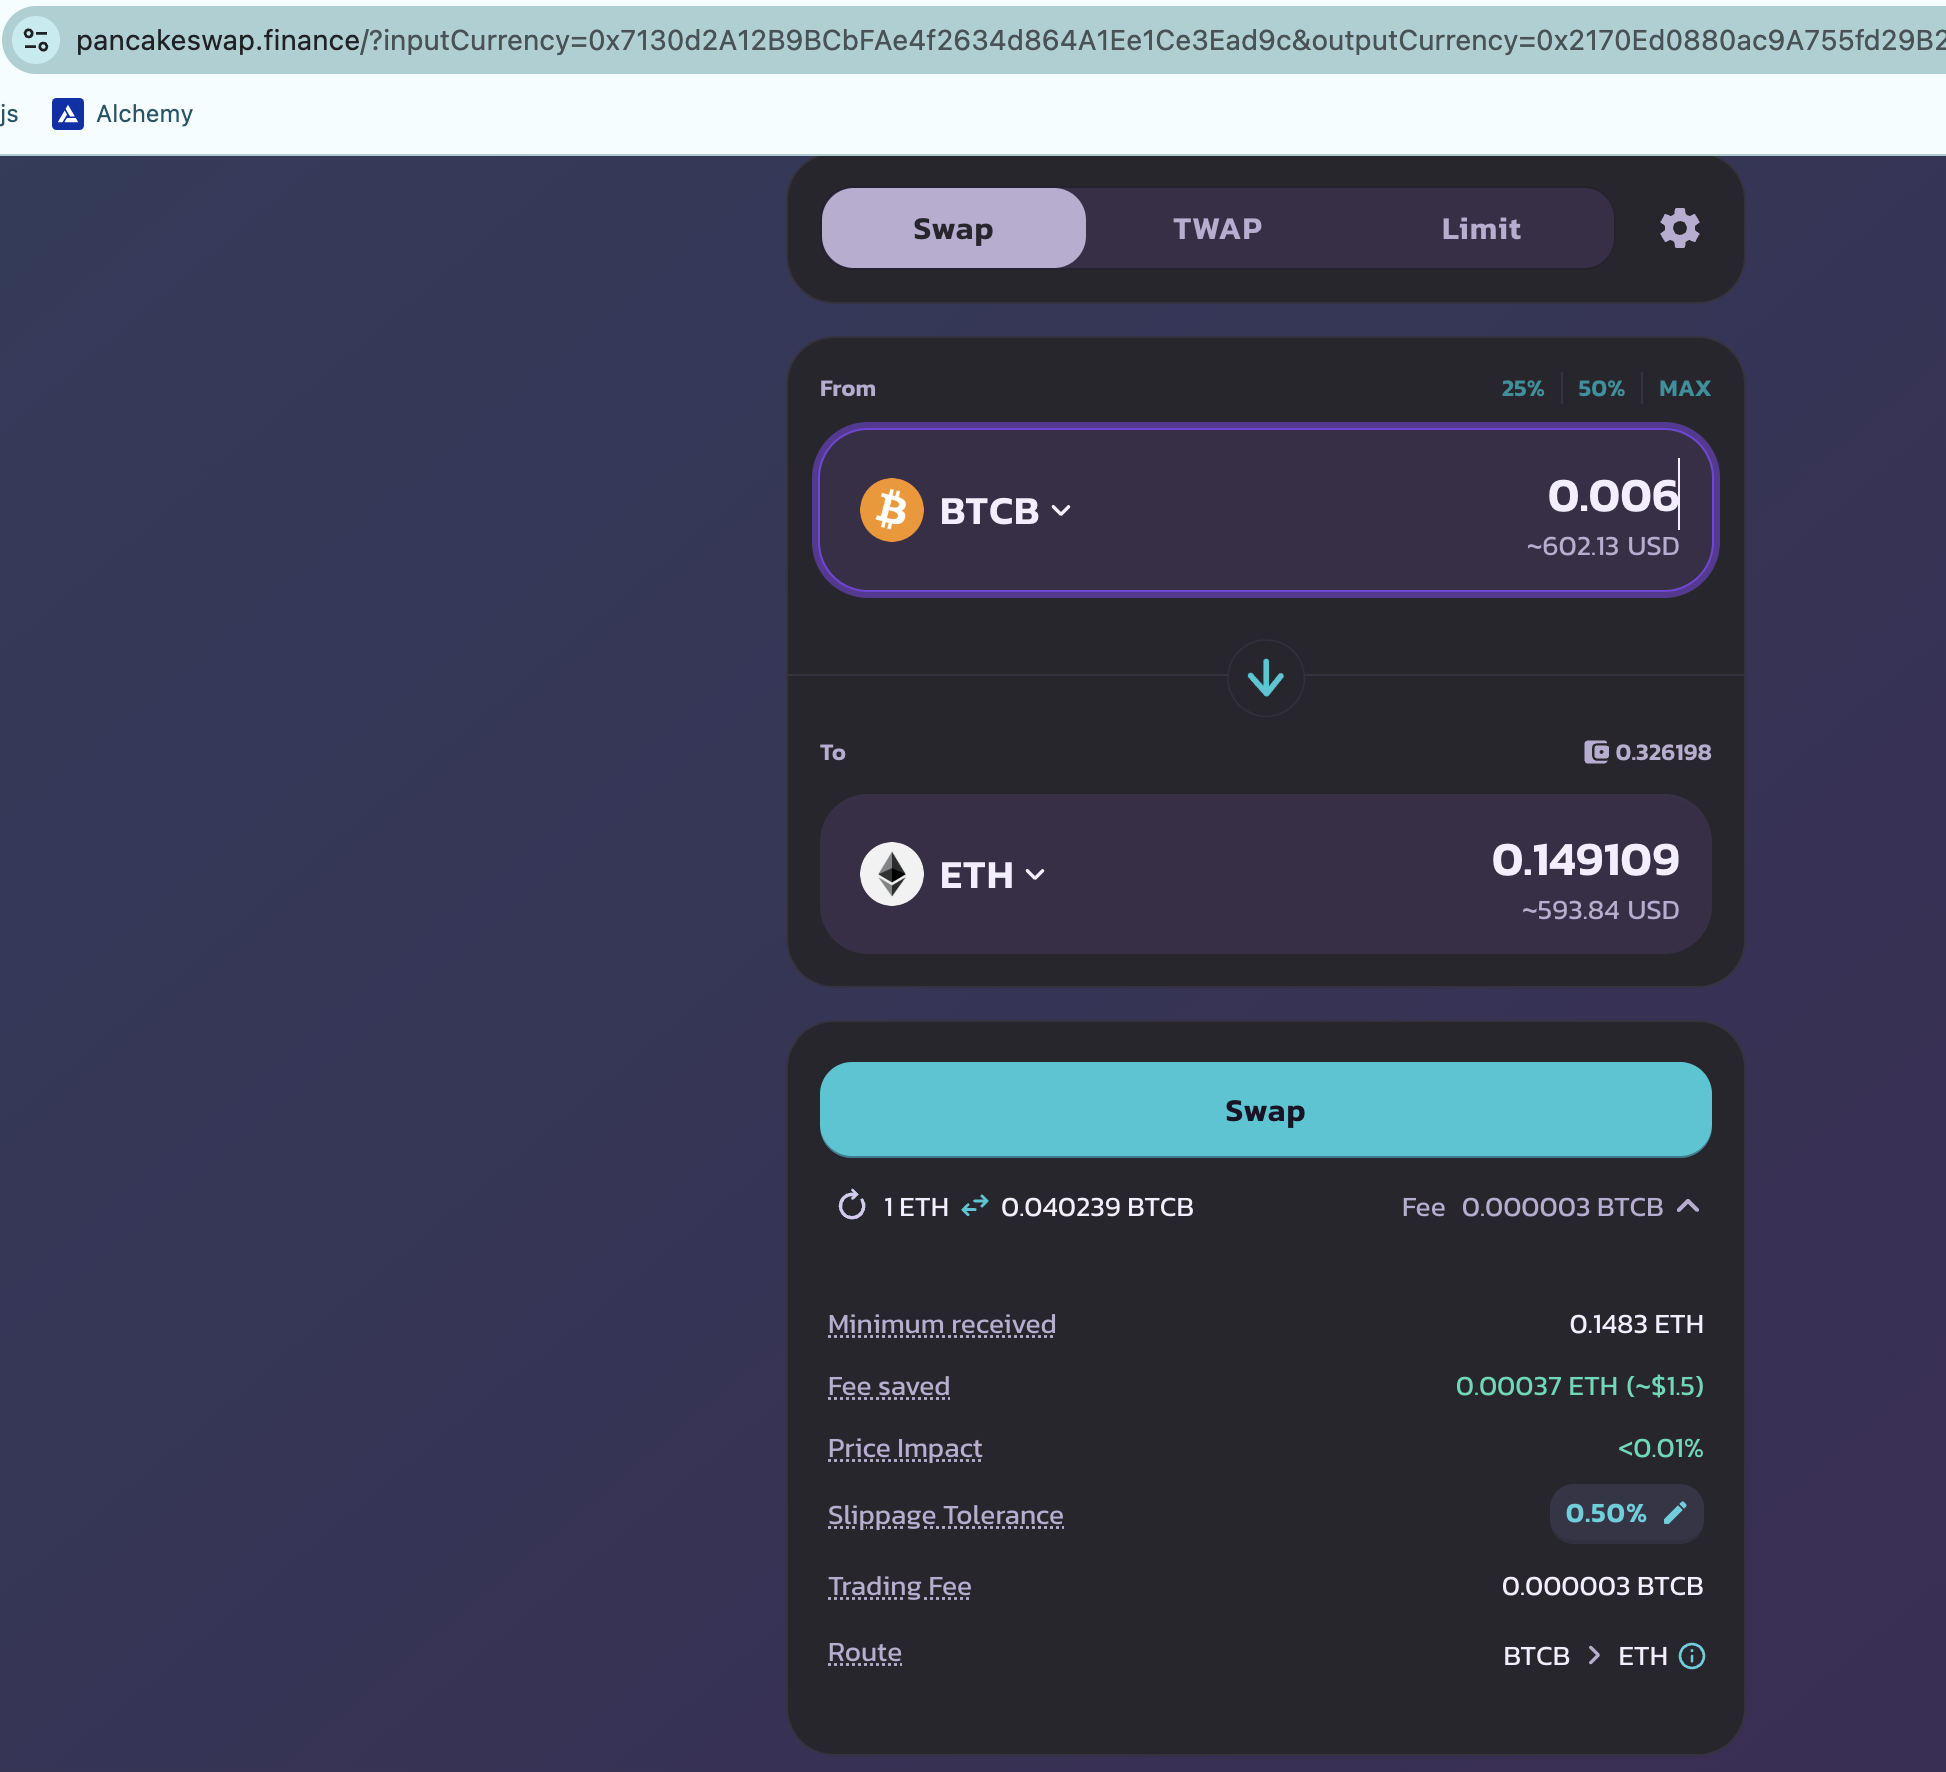 pancakeswap.finance/?inputCurrency=0x7130d2A12B9BCbFAe4f2634d864A1Ee1Ce3Ead9c&outputCurrency=0x2170Ed0880ac9A755fd29B2
js Alchemy
Swap TWAP Limit
From 25% 50% MAX
BTCB 0.006
~602.13 USD
To 0.326198
ETH 0.149109
~593.84 USD
Swap
1 ETH 0.040239 BTCB Fee 0.000003 BTCB
Minimum received 0.1483 ETH
Fee saved 0.00037 ETH (~$1.5)
Price Impact <0.01%
Slippage Tolerance 0.50%
Trading Fee 0.000003 BTCB
Route BTCB > ETH